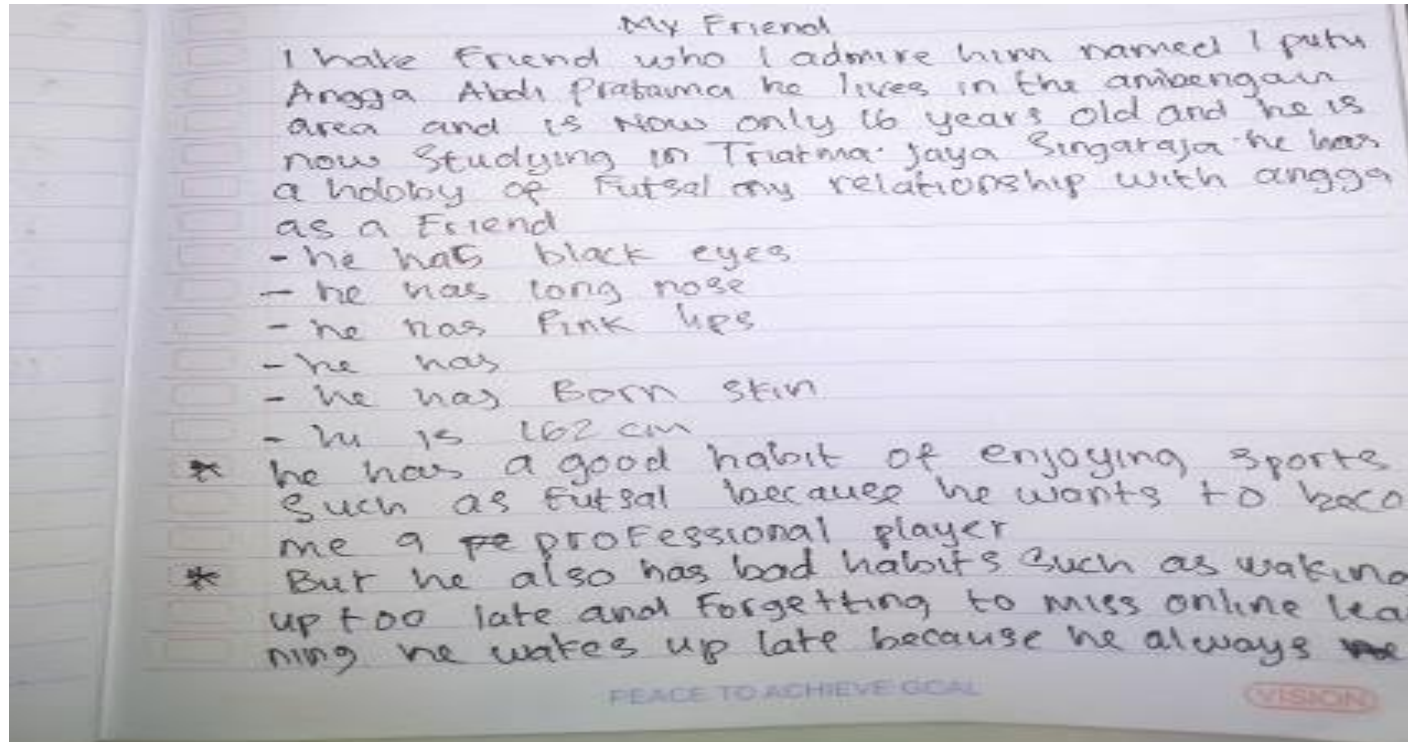 My Friend
I have Friend who I admire him named I putu
Angga Abdi Pratama he lives in the ambengain
area and is Now only 16 years old and he is
now Studying in Triatma Jaya Singaraja he has
a hobby of Futsal my relationship with angga
as a Friend
- he has black eyes
- he has long nose
- he has Pink lips
- he has
- he has Born skin
- he is 162 cm
* he has a good habit of enjoying sports
such as futsal because he wants to beco
me a professional player
* But he also has bad habits such as waking
up too late and forgetting to miss online lea
ning he wakes up late because he always
PEACE TO ACHIEVE GOAL
VISION